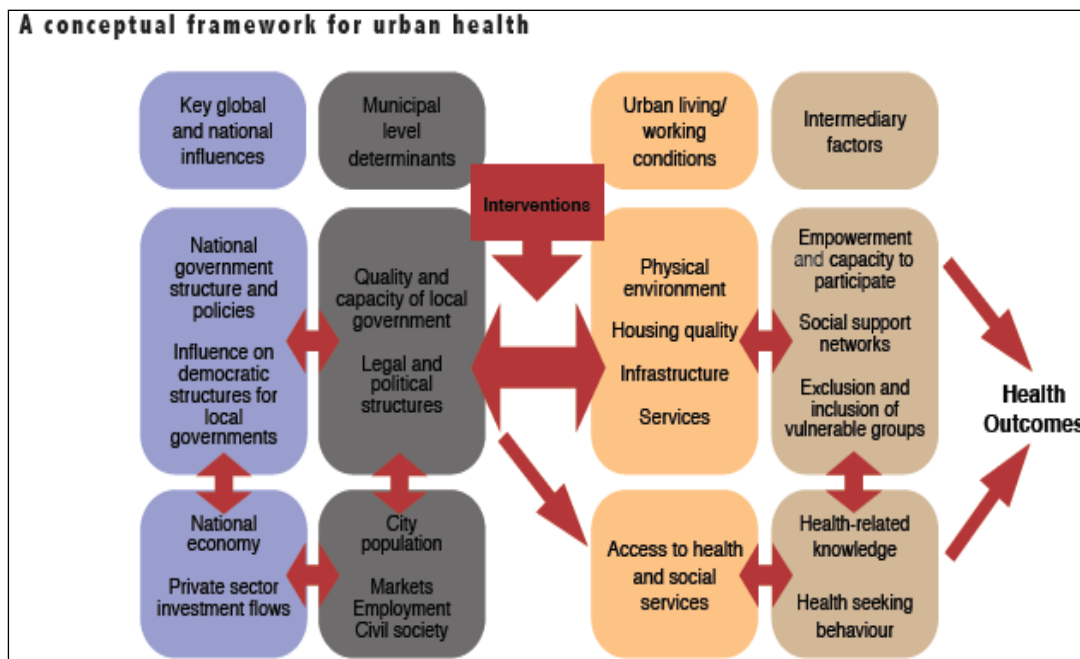 A conceptual framework for urban health
Key global
and national
influences
Municipal
level
determinants
Urban living/
working
conditions
Intermediary
factors
Interventions
National
government
structure and
policies
Influence on
democratic
structures for
local
governments
Quality and
capacity of local
government
Legal and
political
structures
Physical
environment
Housing quality
Infrastructure
Services
Empowerment
and capacity to
participate
Social support
networks
Exclusion and
inclusion of
vulnerable groups
Health
Outcomes
National
economy
Private sector
investment flows
City
population
Markets
Employment
Civil society
Access to health
and social
services
Health-related
knowledge
Health seeking
behaviour